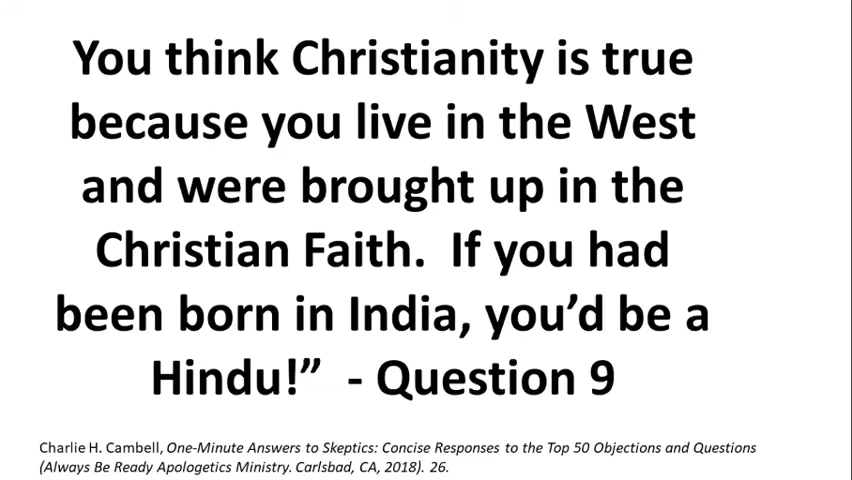 You think Christianity is true
because you live in the West
and were brought up in the
Christian Faith.  If you had
been born in India, you’d be a
Hindu!”  - Question 9
Charlie H. Cambell, One-Minute Answers to Skeptics: Concise Responses to the Top 50 Objections and Questions
(Always Be Ready Apologetics Ministry. Carlsbad, CA, 2018). 26.